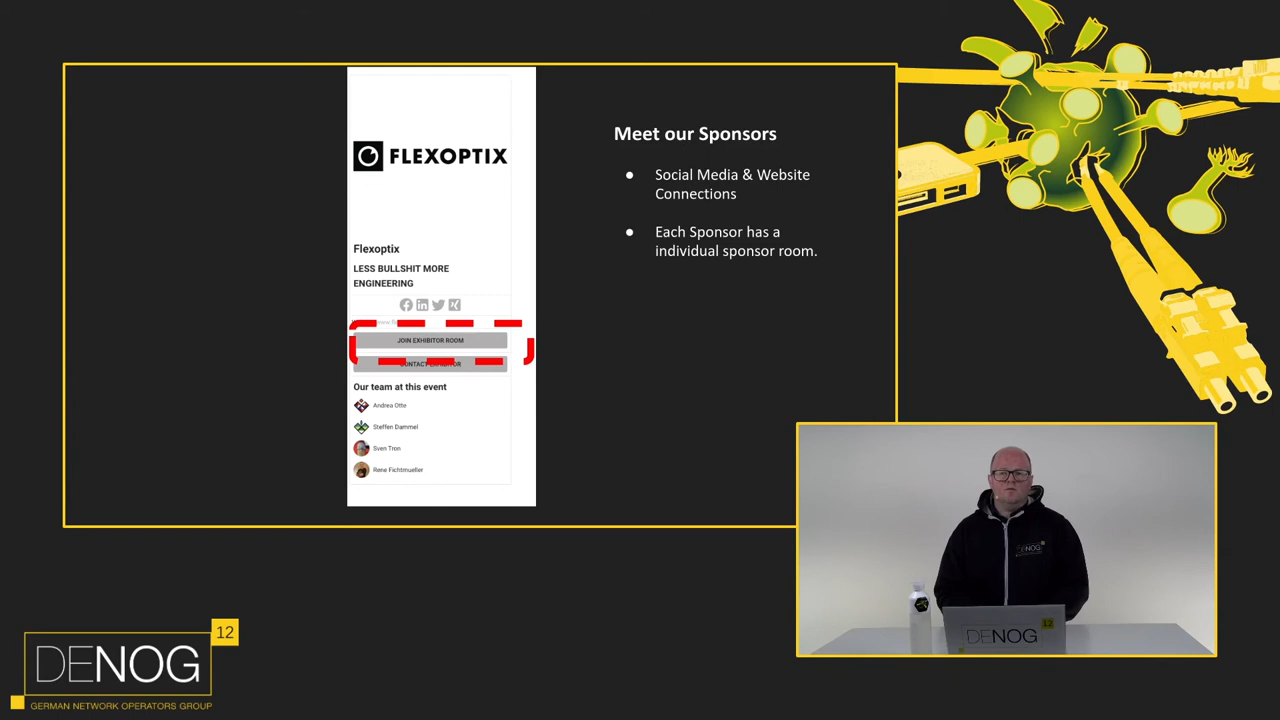 FLEXOPTIX
Flexoptix
LESS BULLSHIT MORE
ENGINEERING
JOIN EXHIBITOR ROOM
CONTACT EXHIBITOR
Our team at this event
Andrea Otte
Steffen Dammel
Sven Tron
Rene Fichtmueller
Meet our Sponsors
● Social Media & Website
Connections
● Each Sponsor has a
individual sponsor room.
DENOG
DENOG
12
DENOG
GERMAN NETWORK OPERATORS GROUP